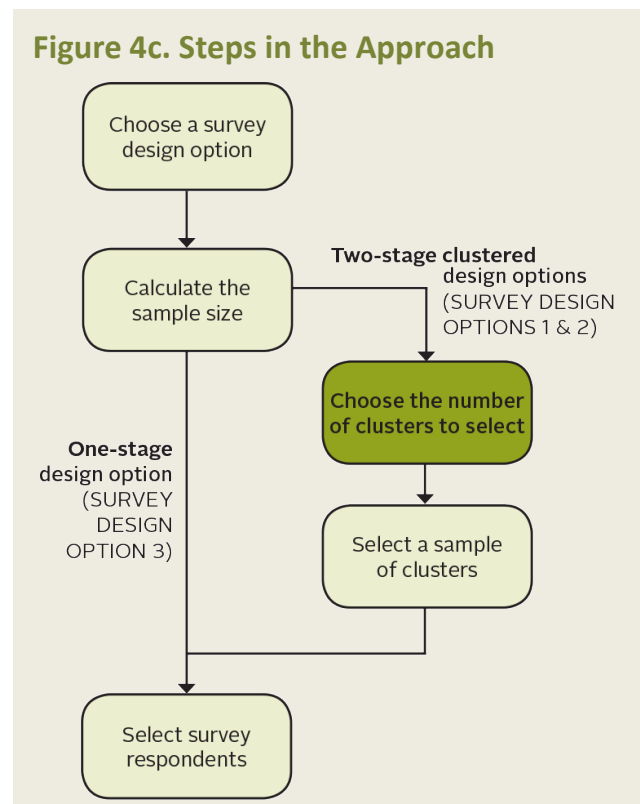 Figure 4c. Steps in the Approach
Choose a survey
design option
Calculate the
sample size
Two-stage clustered
design options
(SURVEY DESIGN
OPTIONS 1 & 2)
Choose the number
of clusters to select
One-stage
design option
(SURVEY
DESIGN
OPTION 3)
Select a sample
of clusters
Select survey
respondents